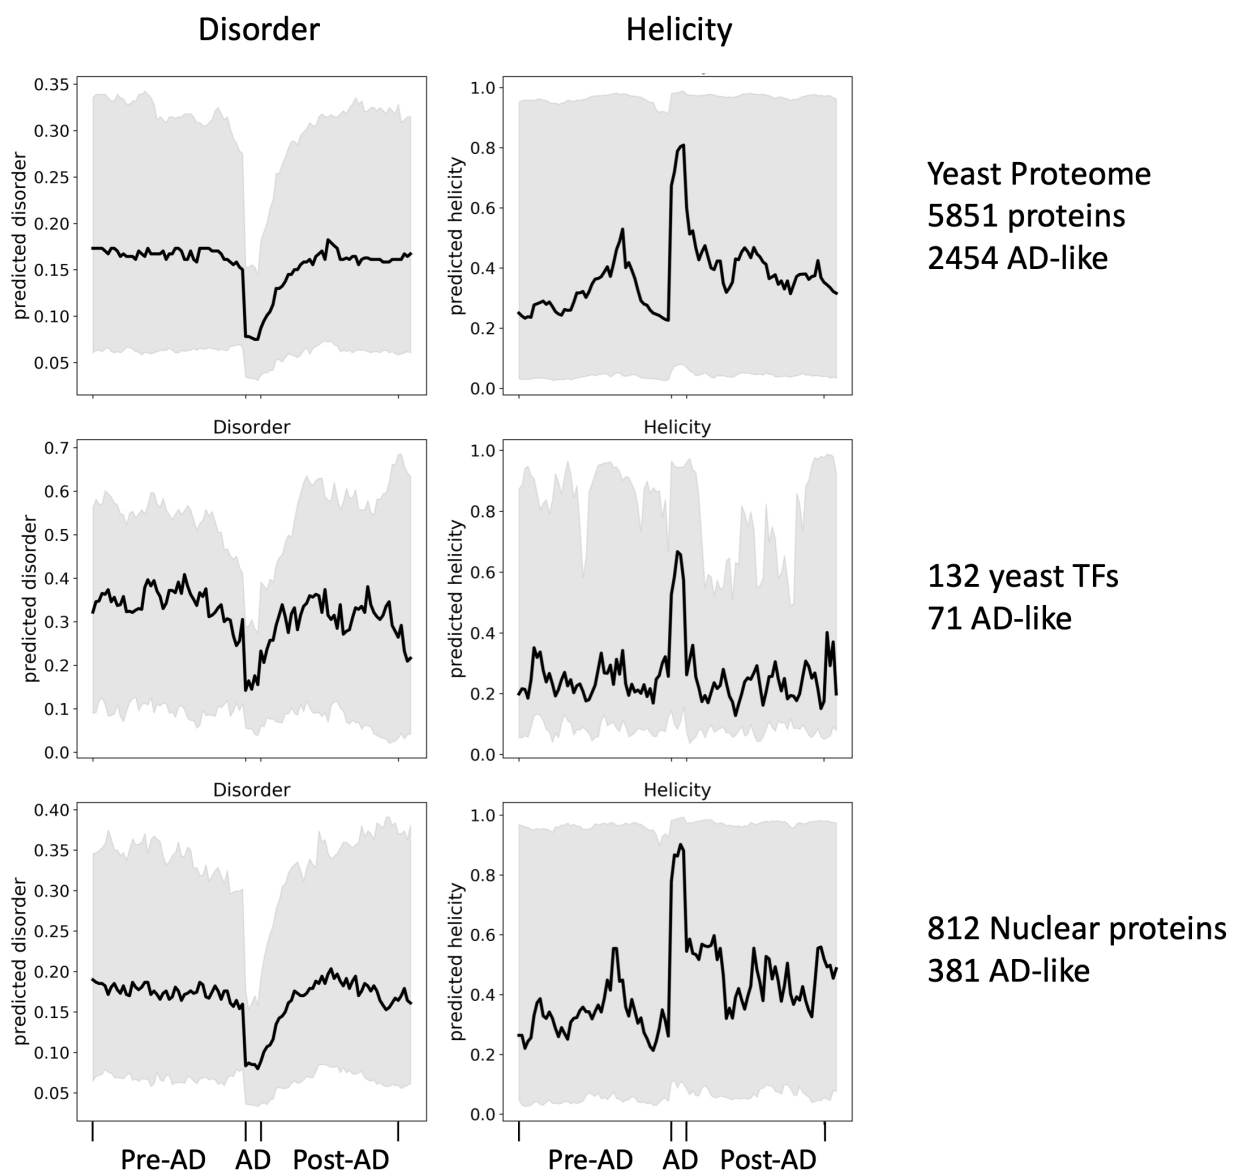 Disorder
Helicity
predicted disorder
0.35
0.30
0.25
0.20
0.15
0.10
0.05
predicted helicity
1.0
0.8
0.6
0.4
0.2
0.0
Yeast Proteome
5851 proteins
2454 AD-like
Disorder
predicted disorder
0.7
0.6
0.5
0.4
0.3
0.2
0.1
0.0
Helicity
predicted helicity
1.0
0.8
0.6
0.4
0.2
0.0
132 yeast TFs
71 AD-like
Disorder
predicted disorder
0.40
0.35
0.30
0.25
0.20
0.15
0.10
0.05
Helicity
predicted helicity
1.0
0.8
0.6
0.4
0.2
0.0
812 Nuclear proteins
381 AD-like
Pre-AD AD Post-AD
Pre-AD AD Post-AD